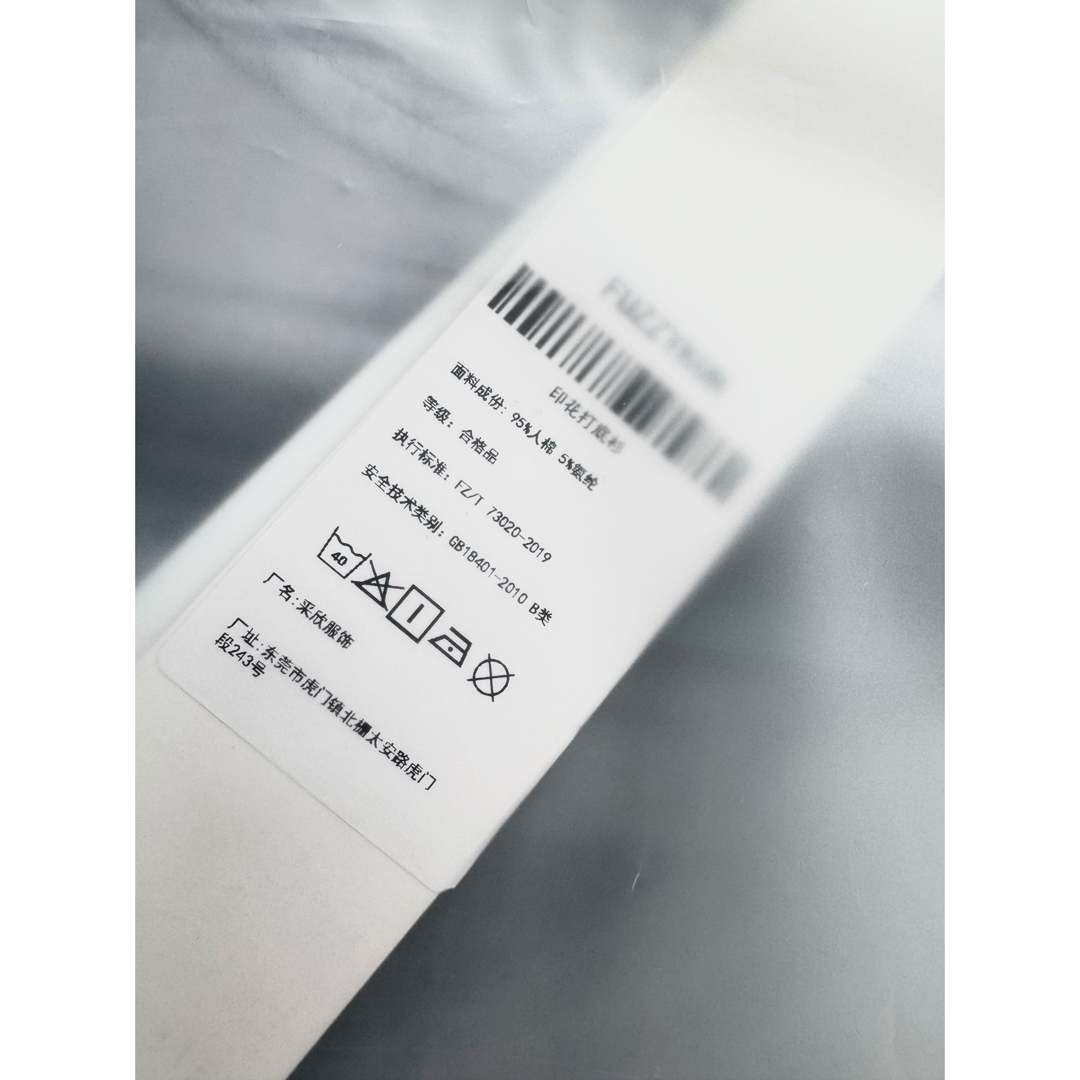 印花打底衫
面料成份: 95%人棉 5%氨纶
等级: 合格品
执行标准: FZ/T 73020-2019
安全技术类别: GB18401-2010 B类
40
厂名:采欣服饰
厂址:东莞市虎门镇北栅太安路虎门
段243号